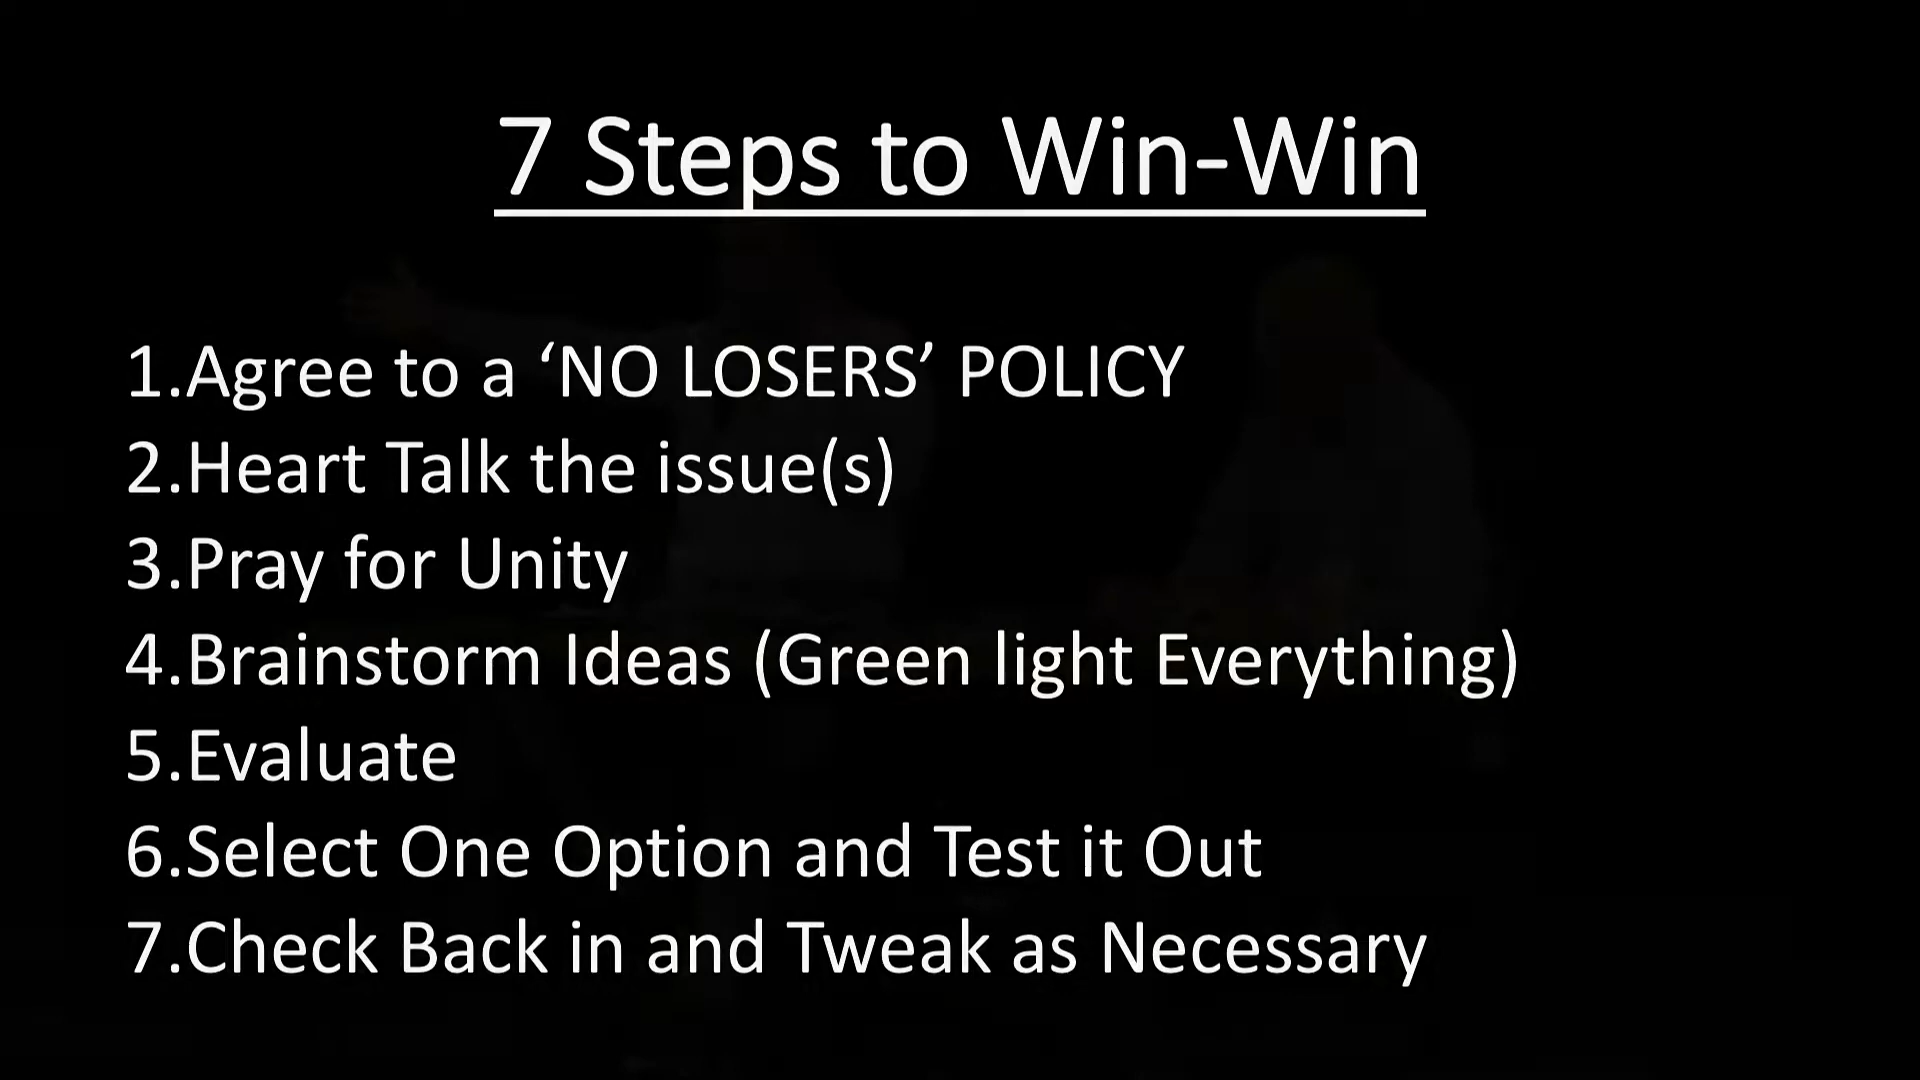 7 Steps to Win-Win
1.Agree to a ‘NO LOSERS’ POLICY
2.Heart Talk the issue(s)
3.Pray for Unity
4.Brainstorm Ideas (Green light Everything)
5.Evaluate
6.Select One Option and Test it Out
7.Check Back in and Tweak as Necessary